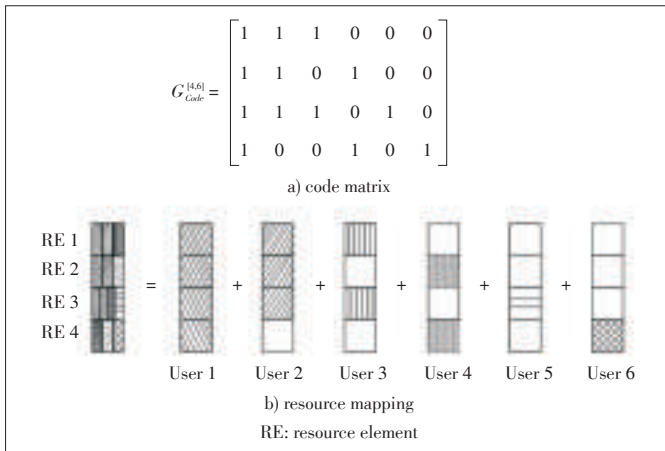 1 1 1 0 0 0
1 1 0 1 0 0
G[4,6]Code =
1 1 1 0 1 0
1 0 0 1 0 1
a) code matrix
RE 1
RE 2
= + + + + +
RE 3
RE 4
User 1 User 2 User 3 User 4 User 5 User 6
b) resource mapping
RE: resource element